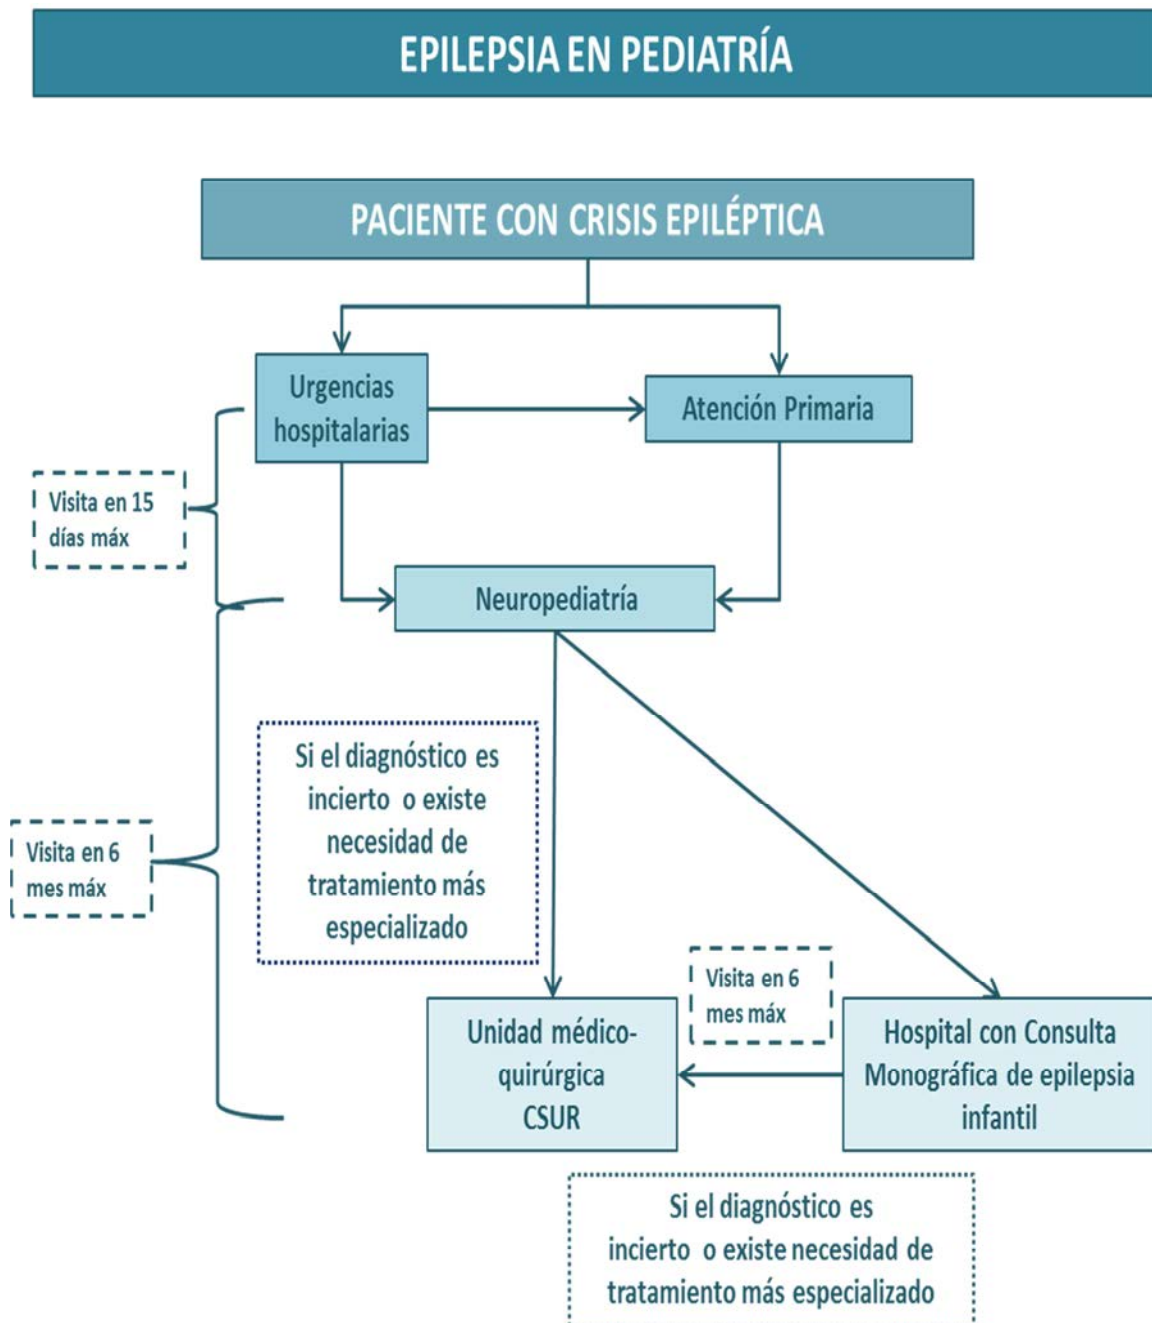 EPILEPSIA EN PEDIATRÍA
PACIENTE CON CRISIS EPILÉPTICA
Urgencias
hospitalarias
Atención Primaria
Visita en 15
días máx
Neuropediatría
Si el diagnóstico es
incierto o existe
necesidad de
tratamiento más
especializado
Visita en 6
mes máx
Visita en 6
mes máx
Unidad médico-
quirúrgica
CSUR
Hospital con Consulta
Monográfica de epilepsia
infantil
Si el diagnóstico es
incierto o existe necesidad de
tratamiento más especializado